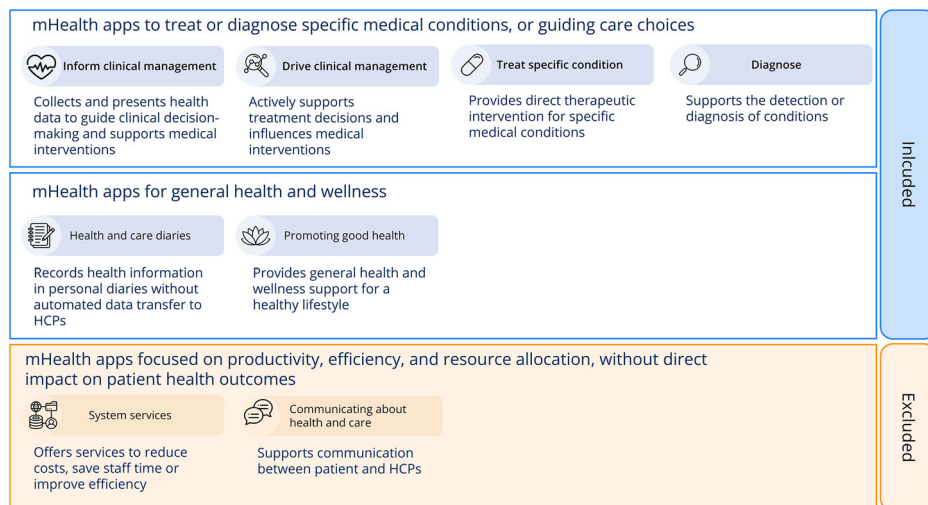 mHealth apps to treat or diagnose specific medical conditions, or guiding care choices
Inform clinical management
Collects and presents health
data to guide clinical decision-
making and supports medical
interventions
Drive clinical management
Actively supports
treatment decisions and
influences medical
interventions
Treat specific condition
Provides direct therapeutic
intervention for specific
medical conditions
Diagnose
Supports the detection or
diagnosis of conditions
mHealth apps for general health and wellness
Health and care diaries
Records health information
in personal diaries without
automated data transfer to
HCPs
Promoting good health
Provides general health and
wellness support for a
healthy lifestyle
Inlcuded
mHealth apps focused on productivity, efficiency, and resource allocation, without direct
impact on patient health outcomes
System services
Offers services to reduce
costs, save staff time or
improve efficiency
Communicating about
health and care
Supports communication
between patient and HCPs
Excluded